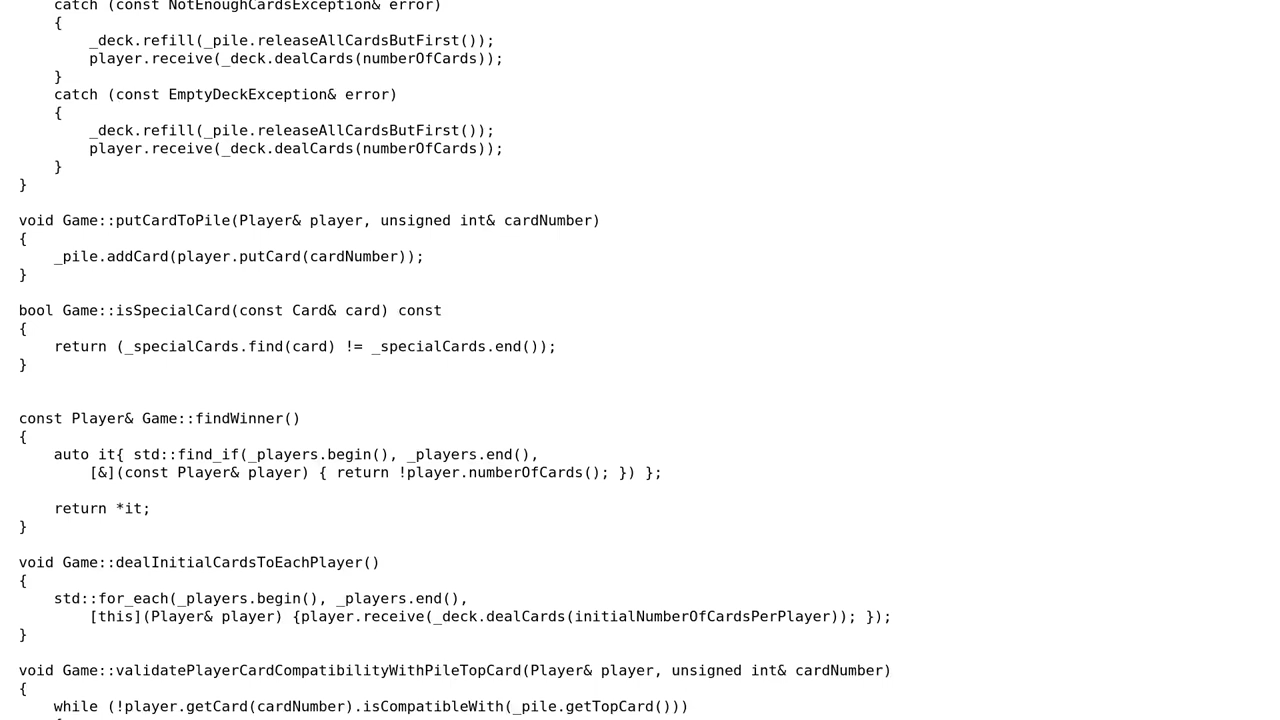 catch (const NotEnoughCardsException& error)
    {
        _deck.refill(_pile.releaseAllCardsButFirst());
        player.receive(_deck.dealCards(numberOfCards));
    }
    catch (const EmptyDeckException& error)
    {
        _deck.refill(_pile.releaseAllCardsButFirst());
        player.receive(_deck.dealCards(numberOfCards));
    }
}

void Game::putCardToPile(Player& player, unsigned int& cardNumber)
{
    _pile.addCard(player.putCard(cardNumber));
}

bool Game::isSpecialCard(const Card& card) const
{
    return (_specialCards.find(card) != _specialCards.end());
}


const Player& Game::findWinner()
{
    auto it{ std::find_if(_players.begin(), _players.end(),
        [&](const Player& player) { return !player.numberOfCards(); }) };

    return *it;
}

void Game::dealInitialCardsToEachPlayer()
{
    std::for_each(_players.begin(), _players.end(),
        [this](Player& player) {player.receive(_deck.dealCards(initialNumberOfCardsPerPlayer)); });
}

void Game::validatePlayerCardCompatibilityWithPileTopCard(Player& player, unsigned int& cardNumber)
{
    while (!player.getCard(cardNumber).isCompatibleWith(_pile.getTopCard()))
    {